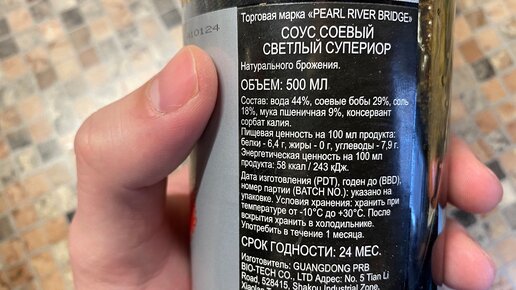 010124
Торговая марка «PEARL RIVER BRIDGE»
СОУС СОЕВЫЙ
СВЕТЛЫЙ СУПЕРИОР
Натурального брожения.
ОБЪЕМ: 500 МЛ
Состав: вода 44%, соевые бобы 29%, соль
18%, мука пшеничная 9%, консервант
сорбат калия.
Пищевая ценность на 100 мл продукта:
белки - 6,4 г, жиры - 0 г, углеводы - 7,9 г.
Энергетическая ценность на 100 мл
продукта: 58 ккал / 243 кДж.
Дата изготовления (PDT), годен до (BBD),
номер партии (BATCH NO.): указано на
упаковке. Условия хранения: хранить при
температуре от -10°C до +30°C. После
вскрытия хранить в холодильнике.
Употребить в течение 1 месяца.
СРОК ГОДНОСТИ: 24 МЕС.
Изготовитель: GUANGDONG PRB
BIO-TECH CO., LTD Адрес: No. 5 Tian Li
Road, 528415, Shakou Industrial Zone,
Xiaolan